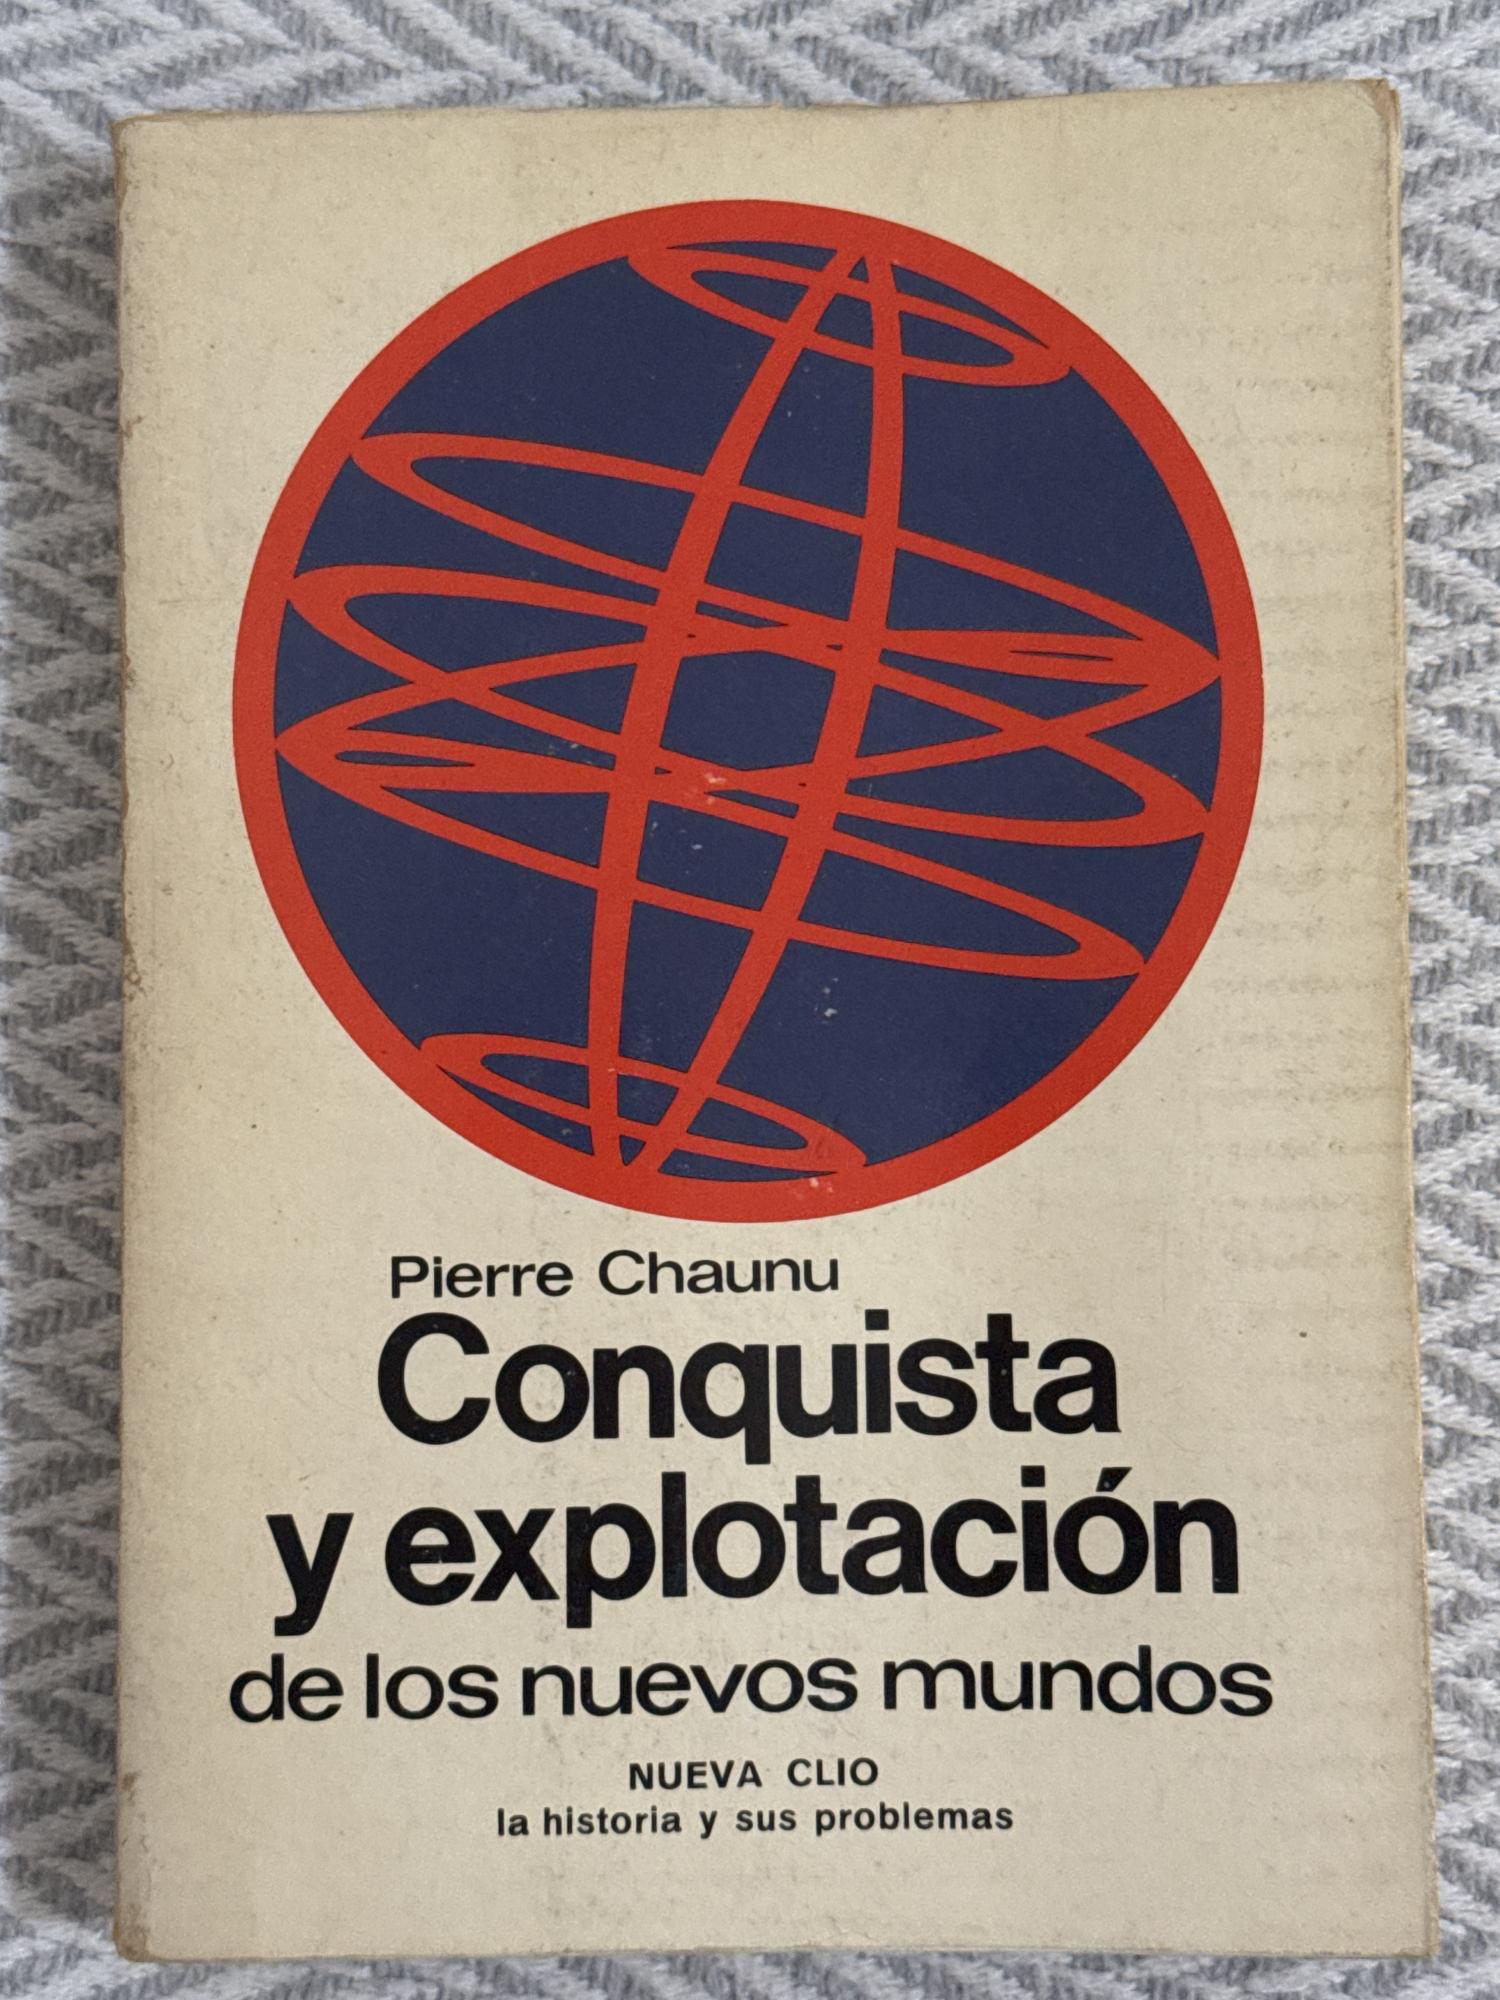 Pierre Chaunu
Conquista
y explotación
de los nuevos mundos
NUEVA CLIO
la historia y sus problemas